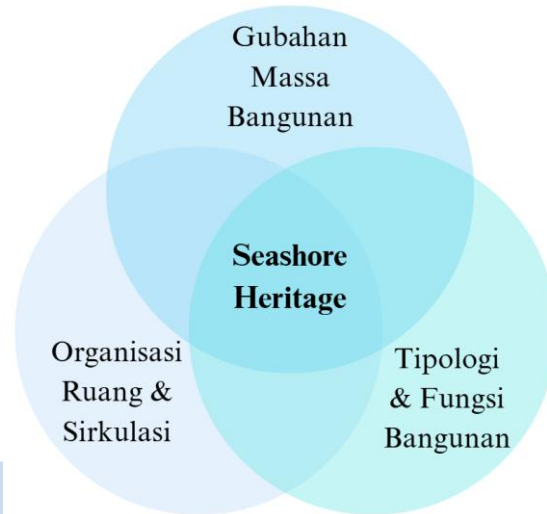 Gubahan
Massa
Bangunan
Seashore
Heritage
Organisasi
Ruang &
Sirkulasi
Tipologi
& Fungsi
Bangunan